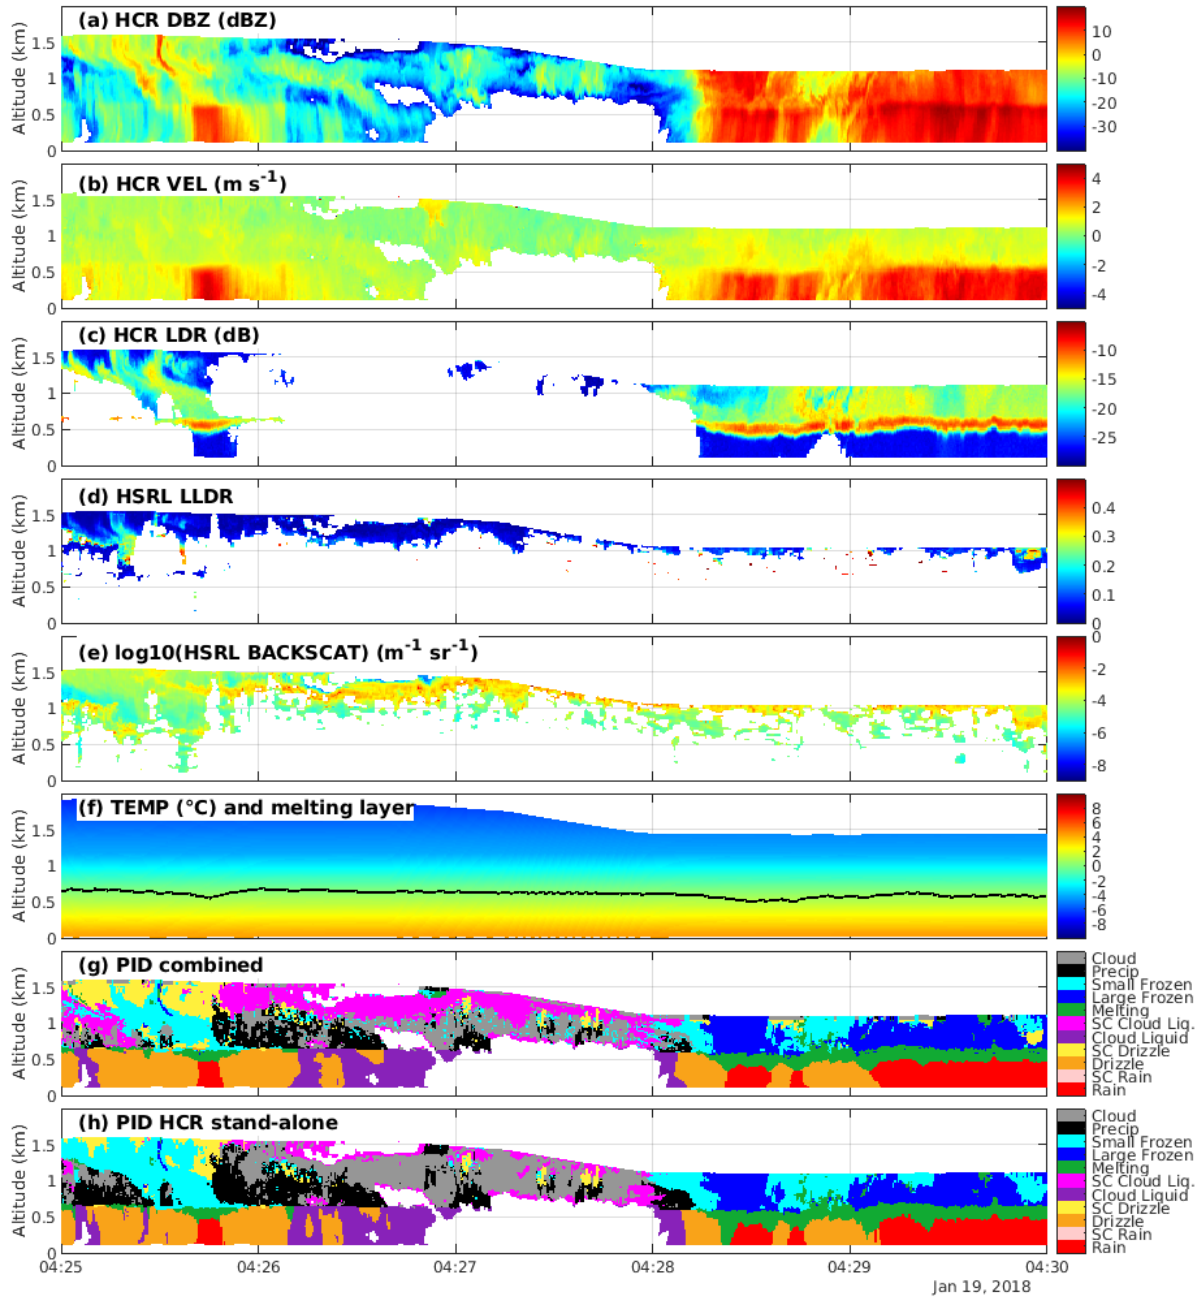 (a) HCR DBZ (dBZ)
Altitude (km)
1.5
1
0.5
0
10
0
-10
-20
-30
(b) HCR VEL (m s-1)
Altitude (km)
1.5
1
0.5
0
4
2
0
-2
-4
(c) HCR LDR (dB)
Altitude (km)
1.5
1
0.5
0
-10
-15
-20
-25
(d) HSRL LLDR
Altitude (km)
1.5
1
0.5
0
0.4
0.3
0.2
0.1
0
(e) log10(HSRL BACKSCAT) (m-1 sr-1)
Altitude (km)
1.5
1
0.5
0
0
-2
-4
-6
-8
(f) TEMP (°C) and melting layer
Altitude (km)
1.5
1
0.5
0
8
6
4
2
0
-2
-4
-6
-8
(g) PID combined
Altitude (km)
1.5
1
0.5
0
Cloud
Precip
Small Frozen
Large Frozen
Melting
SC Cloud Liq.
Cloud Liquid
SC Drizzle
Drizzle
SC Rain
Rain
(h) PID HCR stand-alone
Altitude (km)
1.5
1
0.5
0
Cloud
Precip
Small Frozen
Large Frozen
Melting
SC Cloud Liq.
Cloud Liquid
SC Drizzle
Drizzle
SC Rain
Rain
04:25 04:26 04:27 04:28 04:29 04:30
Jan 19, 2018